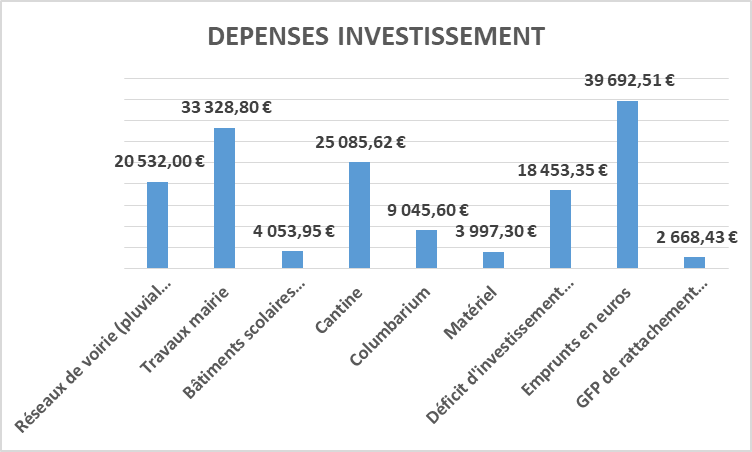 DEPENSES INVESTISSEMENT
20 532,00 €
33 328,80 €
4 053,95 €
25 085,62 €
9 045,60 €
3 997,30 €
18 453,35 €
39 692,51 €
2 668,43 €
Réseaux de voirie (pluvial...
Travaux mairie
Bâtiments scolaires...
Cantine
Columbarium
Matériel
Déficit d'investissement...
Emprunts en euros
GFP de rattachement...